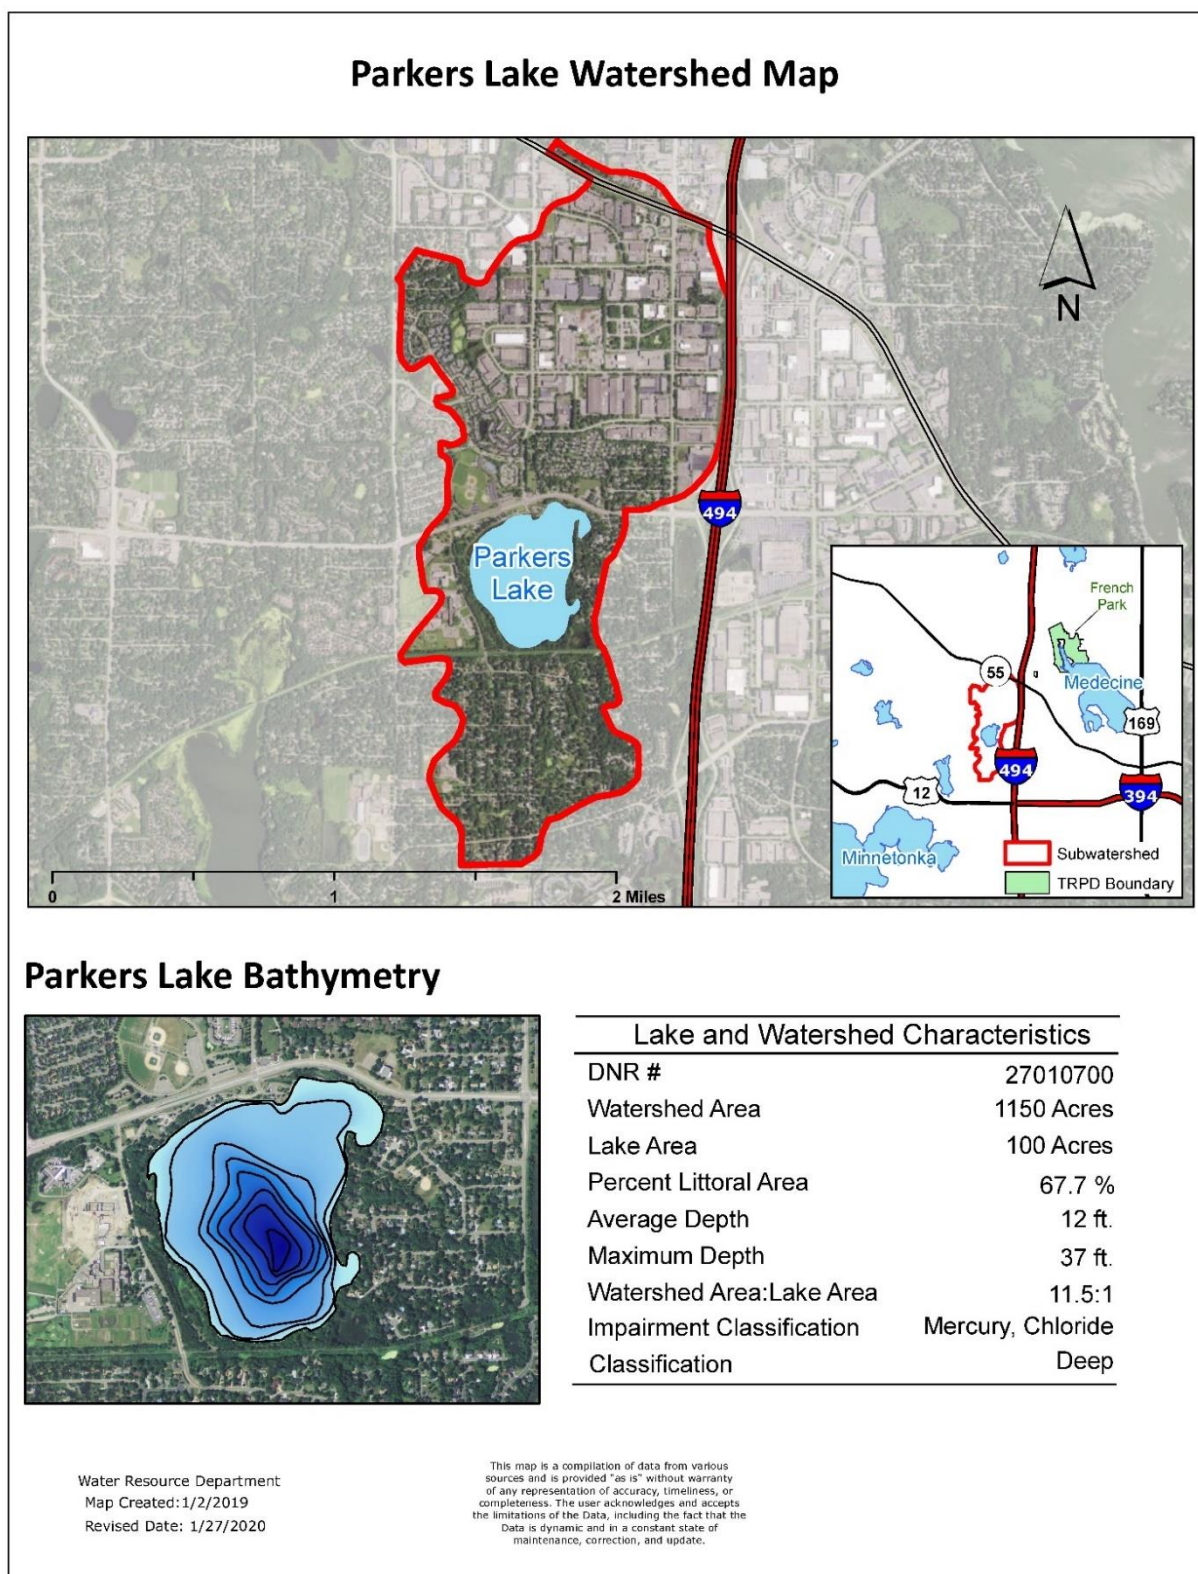 Parkers Lake Watershed Map
N
494
Parkers
Lake
0
1
2 Miles
French
Park
55
Medecine
169
494
12
394
Minnetonka
Subwatershed
TRPD Boundary
Parkers Lake Bathymetry
Lake and Watershed Characteristics
DNR # 27010700
Watershed Area 1150 Acres
Lake Area 100 Acres
Percent Littoral Area 67.7 %
Average Depth 12 ft.
Maximum Depth 37 ft.
Watershed Area:Lake Area 11.5:1
Impairment Classification Mercury, Chloride
Classification Deep
Water Resource Department
Map Created:1/2/2019
Revised Date: 1/27/2020
This map is a compilation of data from various
sources and is provided "as is" without warranty
of any representation of accuracy, timeliness, or
completeness. The user acknowledges and accepts
the limitations of the Data, including the fact that the
Data is dynamic and in a constant state of
maintenance, correction, and update.